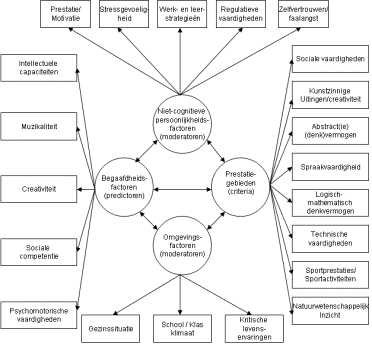 Prestatie/
Motivatie
Stressgevoelig-
heid
Werk- en leer-
strategieën
Regulatieve
vaardigheden
Zelfvertrouwen/
faalangst
Intellectuele
capaciteiten
Muzikaliteit
Creativiteit
Sociale
competentie
Psychomotorische
vaardigheden
Niet-cognitieve
persoonlijkheids-
factoren
(moderatoren)
Begaafdheids-
factoren
(predictoren)
Prestatie-
gebieden
(criteria)
Omgevings-
factoren
(moderatoren)
Sociale vaardigheden
Kunstzinnige
Uitingen/creativiteit
Abstract(ie)
(denk)vermogen
Spraakvaardigheid
Logisch-
mathematisch
denkvermogen
Technische
vaardigheden
Sportprestaties/
Sportactiviteiten
Natuurwetenschappelijk
Inzicht
Gezinssituatie
School / Klas
klimaat
Kritische
levens-
ervaringen